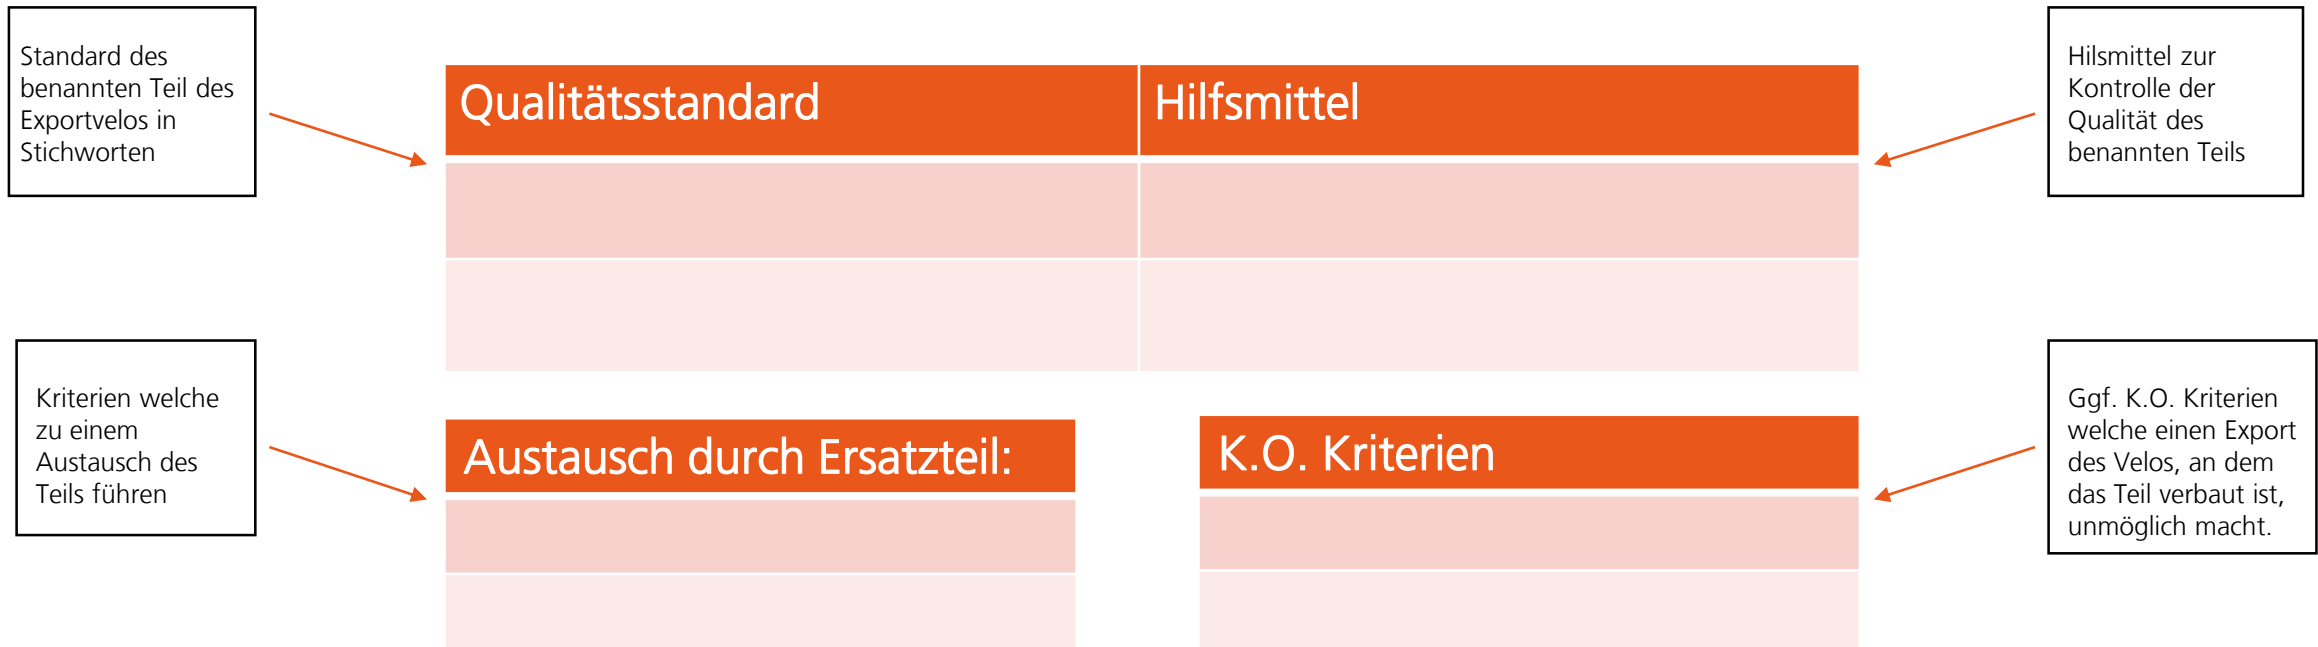 Standard des
benannten Teil des
Exportvelos in
Stichworten
Qualitätsstandard
Hilfsmittel
Hilsmittel zur
Kontrolle der
Qualität des
benannten Teils
Kriterien welche
zu einem
Austausch des
Teils führen
Austausch durch Ersatzteil:
K.O. Kriterien
Ggf. K.O. Kriterien
welche einen Export
des Velos, an dem
das Teil verbaut ist,
unmöglich macht.